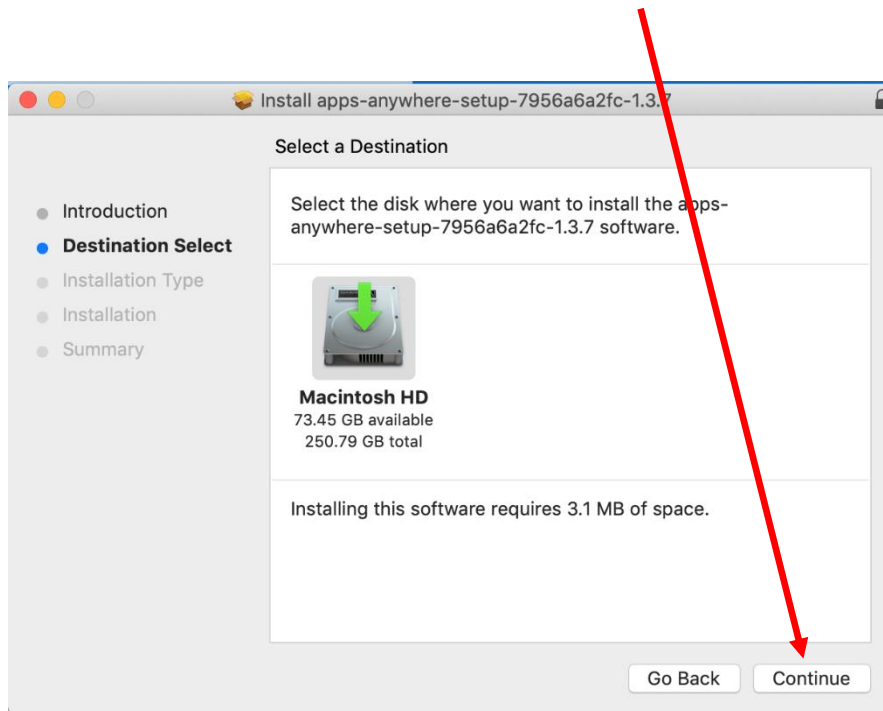 Install apps-anywhere-setup-7956a6a2fc-1.3.7
Select a Destination
Introduction
Destination Select
Installation Type
Installation
Summary
Select the disk where you want to install the apps-
anywhere-setup-7956a6a2fc-1.3.7 software.
Macintosh HD
73.45 GB available
250.79 GB total
Installing this software requires 3.1 MB of space.
Go Back
Continue